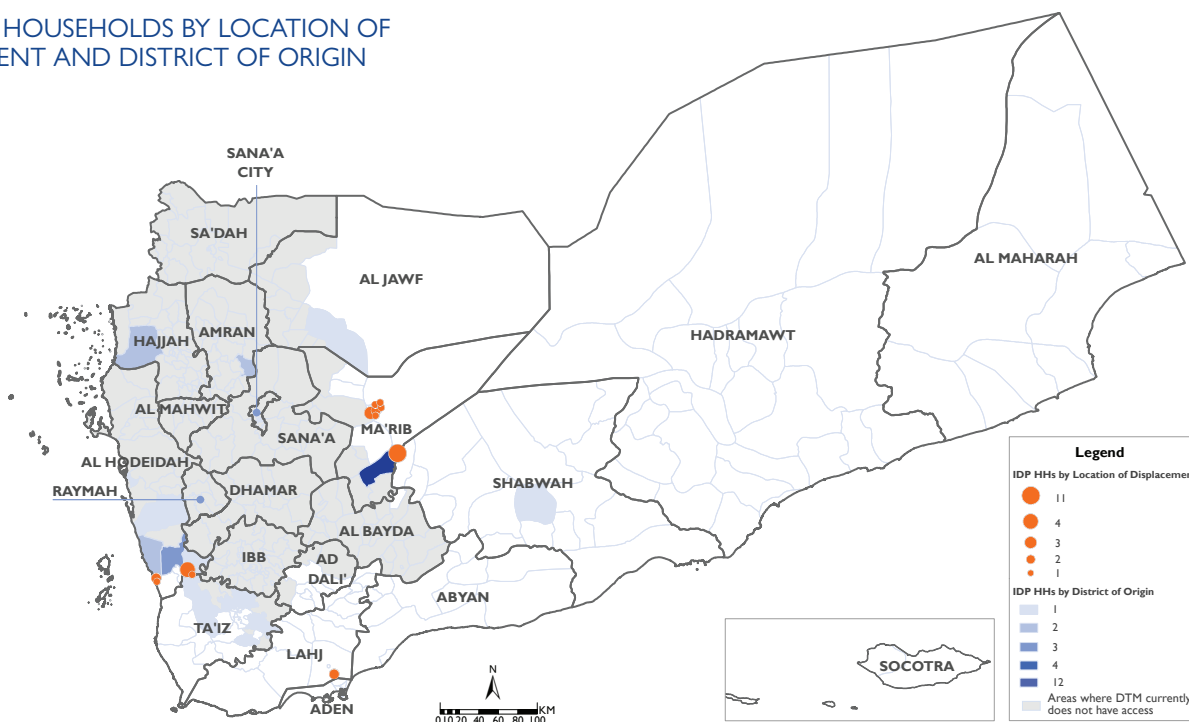 HOUSEHOLDS BY LOCATION OF
ENT AND DISTRICT OF ORIGIN
SANA'A
CITY
SA'DAH
AL JAWF
AL MAHARAH
HAJJAH
AMRAN
HADRAMAWT
AL MAHWIT
MA'RIB
SANA'A
AL HODEIDAH
SHABWAH
RAYMAH
DHAMAR
AL BAYDA
IBB
AD
DALI'
ABYAN
TA'IZ
LAHJ
SOCOTRA
ADEN
N
0 10 20 40 60 80 100 KM
Legend
IDP HHs by Location of Displacemen
11
4
3
2
1
IDP HHs by District of Origin
1
2
3
4
12
Areas where DTM currently
does not have access